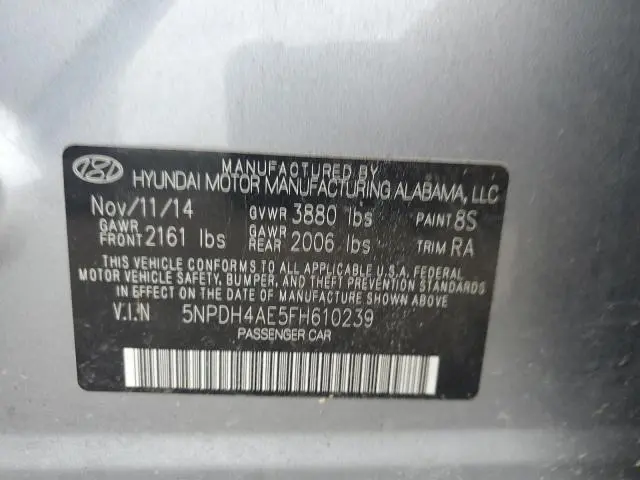 MANUFACTURED BY
HYUNDAI MOTOR MANUFACTURING ALABAMA, LLC
Nov/11/14 GVWR 3880 lbs PAINT 8S
GAWR FRONT 2161 lbs GAWR REAR 2006 lbs TRIM RA
THIS VEHICLE CONFORMS TO ALL APPLICABLE U.S.A. FEDERAL
MOTOR VEHICLE SAFETY, BUMPER, AND THEFT PREVENTION
STANDARDS IN EFFECT ON THE DATE OF MANUFACTURE SHOWN ABOVE.
V.I.N 5NPDH4AE5FH610239
PASSENGER CAR